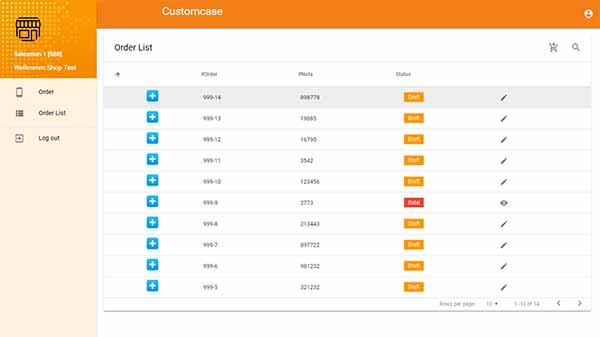 Customcase
Salesman 1 [888]
Wellcomm Shop Test
Order
Order List
Log out
Order List
#Order #Nota Status
999-14 898778 Draft
999-13 19085 Draft
999-12 16790 Draft
999-11 3542 Draft
999-10 123456 Draft
999-9 2773 Batal
999-8 213443 Draft
999-7 897722 Draft
999-6 981232 Draft
999-5 321232 Draft
Rows per page: 10 1-10 of 14